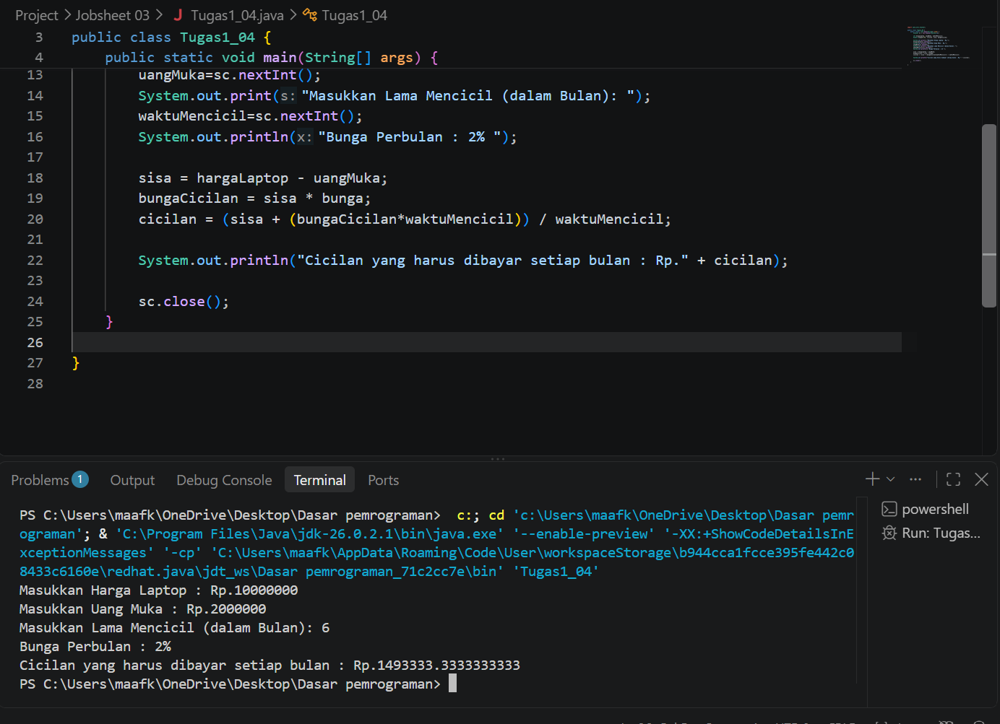 Project > Jobsheet 03 > J Tugas1_04.java > Tugas1_04
3 public class Tugas1_04 {
4 public static void main(String[] args) {
13 uangMuka=sc.nextInt();
14 System.out.print(s: "Masukkan Lama Mencicil (dalam Bulan): ");
15 waktuMencicil=sc.nextInt();
16 System.out.println(x: "Bunga Perbulan : 2% ");
17
18 sisa = hargaLaptop - uangMuka;
19 bungaCicilan = sisa * bunga;
20 cicilan = (sisa + (bungaCicilan*waktuMencicil)) / waktuMencicil;
21
22 System.out.println("Cicilan yang harus dibayar setiap bulan : Rp." + cicilan);
23
24 sc.close();
25 }
26
27 }
28
Problems 1 Output Debug Console Terminal Ports
PS C:\Users\maafk\OneDrive\Desktop\Dasar pemrograman>  c:; cd 'c:\Users\maafk\OneDrive\Desktop\Dasar pemr
ograman'; & 'C:\Program Files\Java\jdk-26.0.2.1\bin\java.exe' '--enable-preview' '-XX:+ShowCodeDetailsInE
xceptionMessages' '-cp' 'C:\Users\maafk\AppData\Roaming\Code\User\workspaceStorage\b944cca1fcce395fe442c0
8433c6160e\redhat.java\jdt_ws\Dasar pemrograman_71c2cc7e\bin' 'Tugas1_04'
Masukkan Harga Laptop : Rp.10000000
Masukkan Uang Muka : Rp.2000000
Masukkan Lama Mencicil (dalam Bulan): 6
Bunga Perbulan : 2%
Cicilan yang harus dibayar setiap bulan : Rp.1493333.3333333333
PS C:\Users\maafk\OneDrive\Desktop\Dasar pemrograman>
powershell
Run: Tugas...